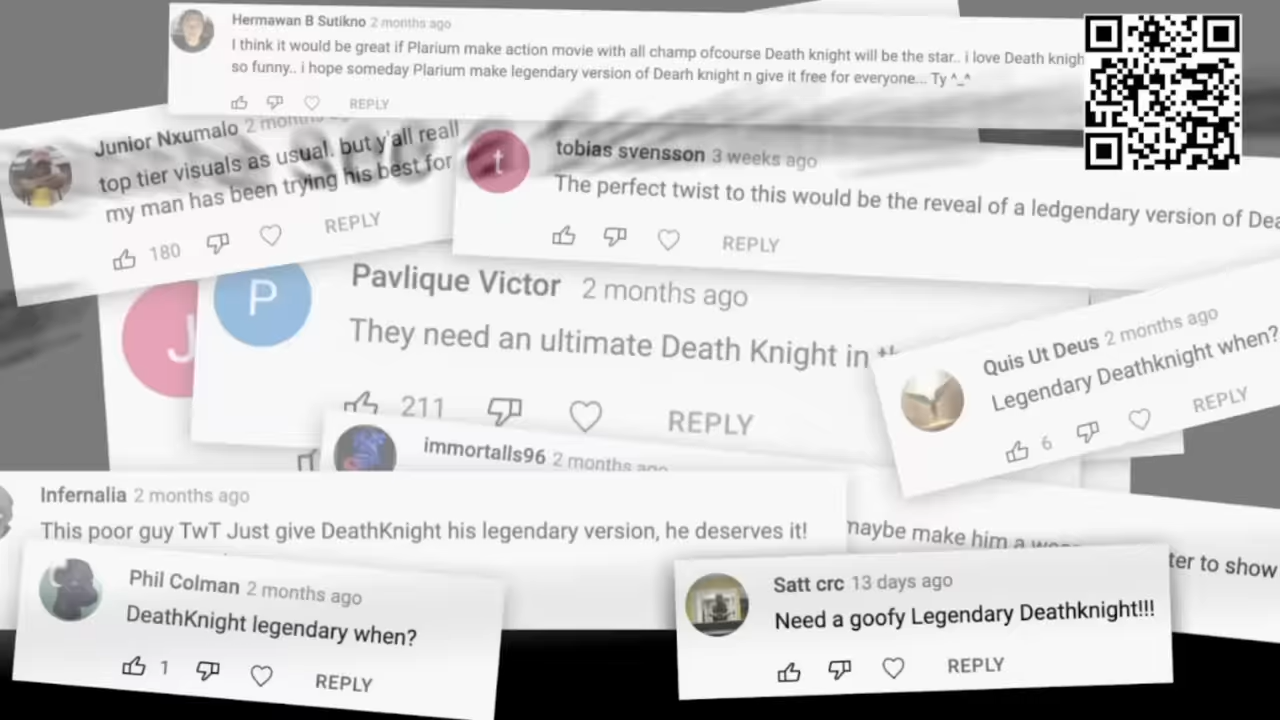 Hermawan B Sutikno 2 months ago
I think it would be great if Plarium make action movie with all champ ofcourse Death knight will be the star.. i love Death knigh
so funny.. i hope someday Plarium make legendary version of Dearh knight n give it free for everyone... Ty ^_^
REPLY
Junior Nxumalo 2 months
top tier visuals as usual. but y'all reall
my man has been trying his best for
180 REPLY
t
tobias svensson 3 weeks ago
The perfect twist to this would be the reveal of a ledgendary version of Dea
REPLY
J
P
Pavlique Victor 2 months ago
They need an ultimate Death Knight in
211 REPLY
Quis Ut Deus 2 months ago
Legendary Deathknight when?
6 REPLY
immortalls96 2 months ago
Infernalia 2 months ago
This poor guy TwT Just give DeathKnight his legendary version, he deserves it!
maybe make him a
ter to show
Phil Colman 2 months ago
DeathKnight legendary when?
1 REPLY
Satt crc 13 days ago
Need a goofy Legendary Deathknight!!!
REPLY